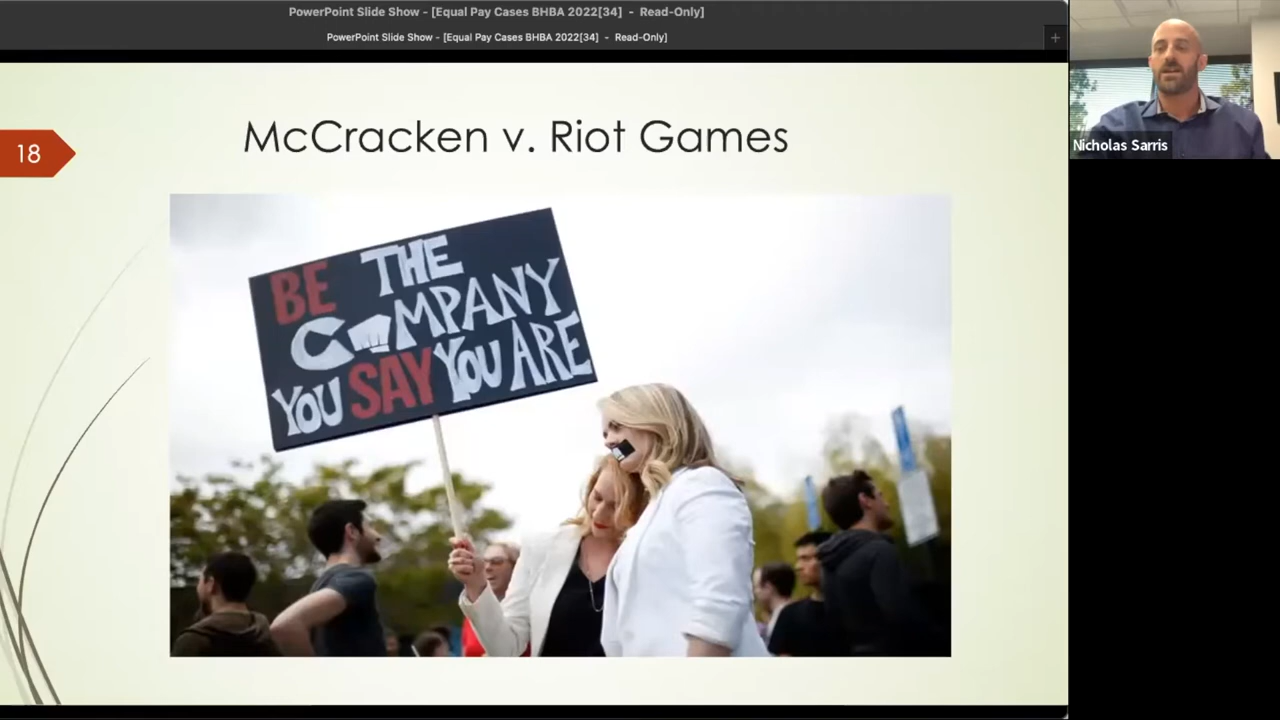 PowerPoint Slide Show - [Equal Pay Cases BHBA 2022[34] - Read-Only]
PowerPoint Slide Show - [Equal Pay Cases BHBA 2022[34] - Read-Only]
18
McCracken v. Riot Games
BE THE
COMPANY
YOU SAY YOU ARE
Nicholas Sarris